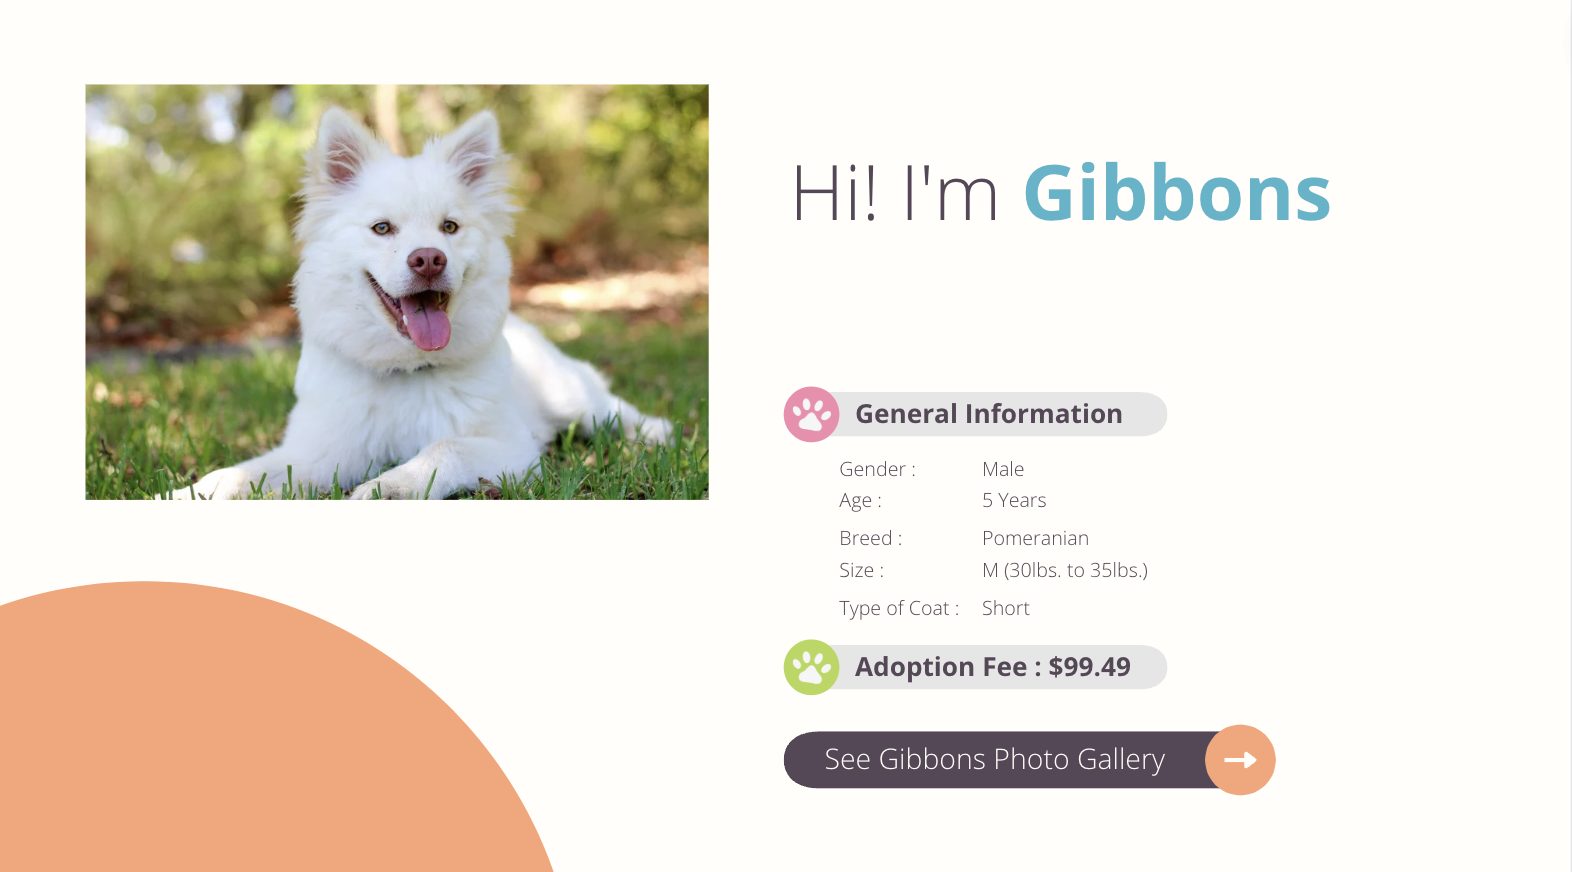 Hi! I'm Gibbons
General Information
Gender : Male
Age : 5 Years
Breed : Pomeranian
Size : M (30lbs. to 35lbs.)
Type of Coat : Short
Adoption Fee : $99.49
See Gibbons Photo Gallery